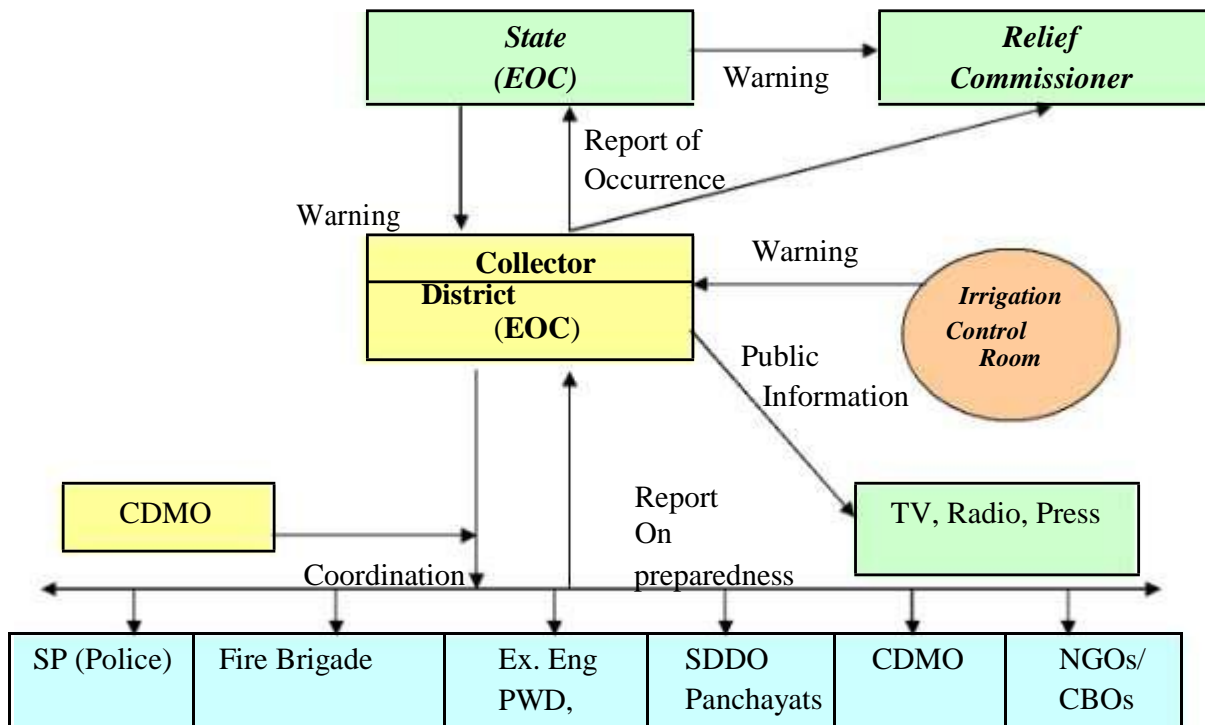 State
(EOC)
Warning
Relief
Commissioner
Report of
Occurrence
Warning
Collector
District
(EOC)
Warning
Irrigation
Control
Room
Public
Information
CDMO
Report
On
preparedness
TV, Radio, Press
Coordination
SP (Police)
Fire Brigade
Ex. Eng
PWD,
SDDO
Panchayats
CDMO
NGOs/
CBOs